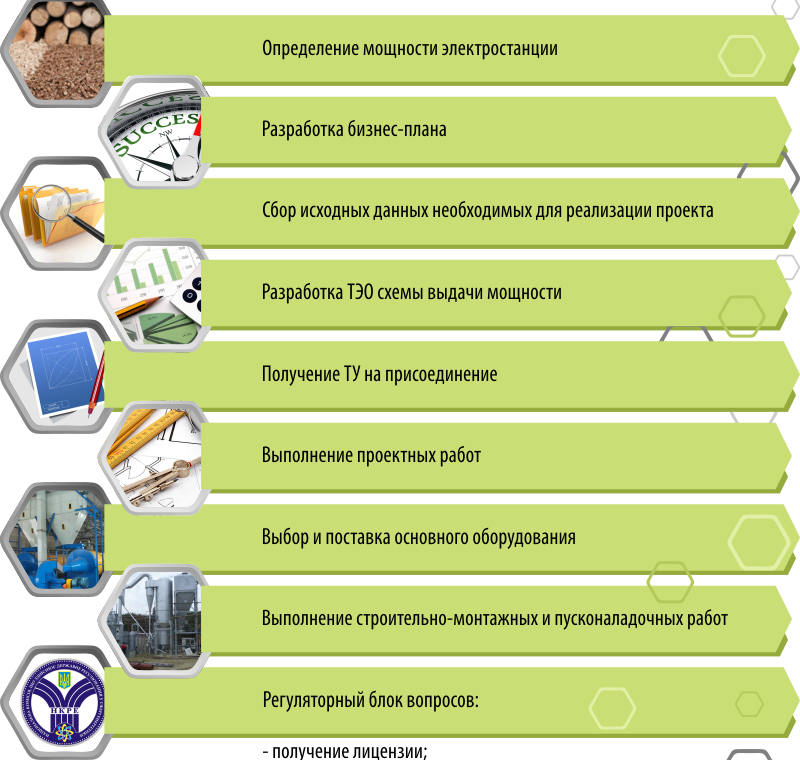 Определение мощности электростанции
SUCCESS
NW
Разработка бизнес-плана
Сбор исходных данных необходимых для реализации проекта
Разработка ТЭО схемы выдачи мощности
Получение ТУ на присоединение
Выполнение проектных работ
Выбор и поставка основного оборудования
Выполнение строительно-монтажных и пусконаладочных работ
НКРЕ
Регуляторный блок вопросов:
- получение лицензии;